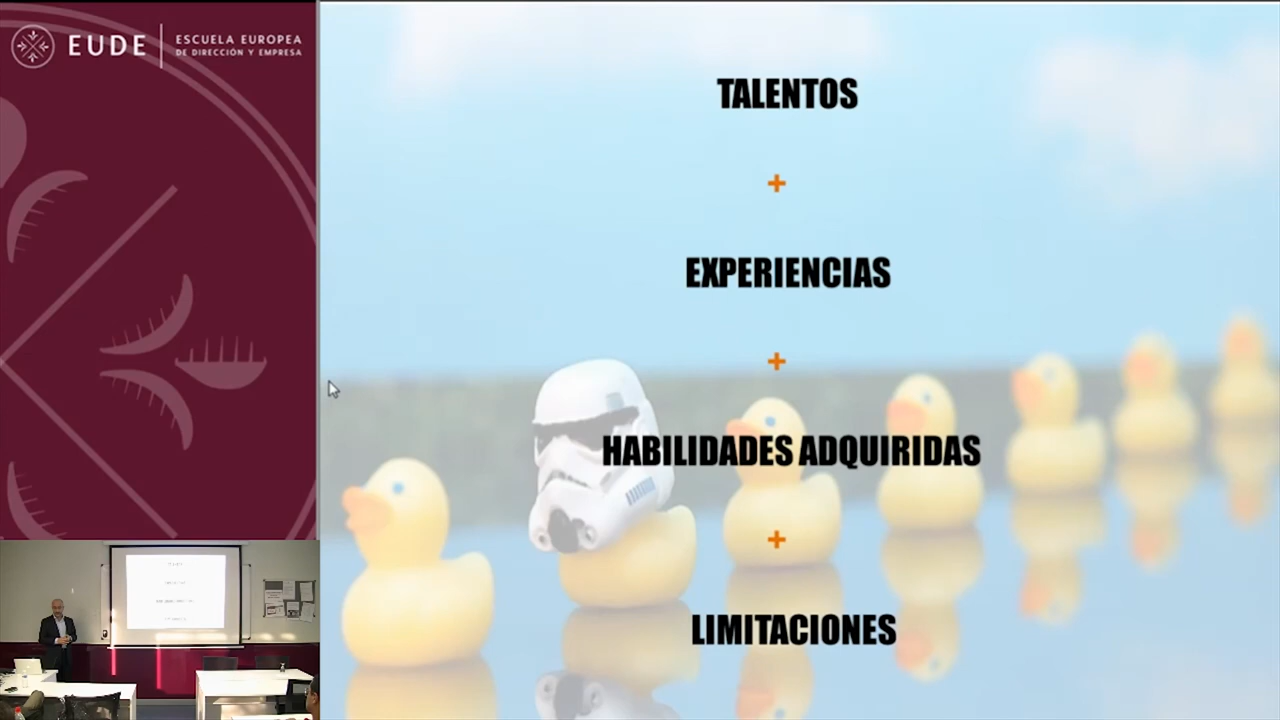 EUDE
ESCUELA EUROPEA
DE DIRECCIÓN Y EMPRESA
TALENTOS
+
EXPERIENCIAS
+
HABILIDADES ADQUIRIDAS
+
LIMITACIONES